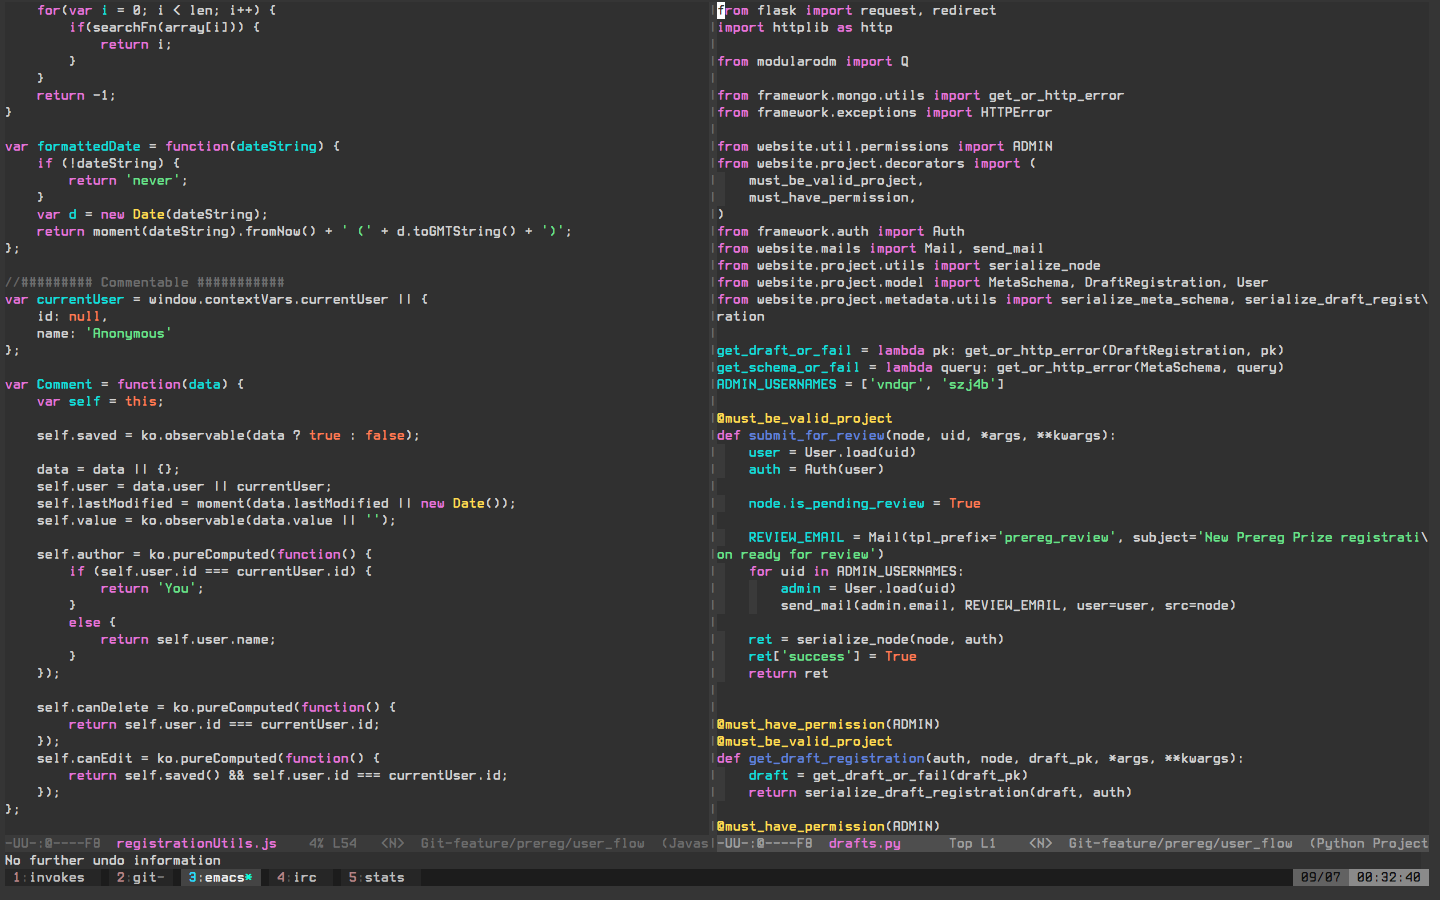 for(var i = 0; i < len; i++) {
        if(searchFn(array[i])) {
            return i;
        }
    }
    return -1;
}

var formattedDate = function(dateString) {
    if (!dateString) {
        return 'never';
    }
    var d = new Date(dateString);
    return moment(dateString).fromNow() + ' (' + d.toGMTString() + ')';
};

//######### Commentable ###########
var currentUser = window.contextVars.currentUser || {
    id: null,
    name: 'Anonymous'
};

var Comment = function(data) {
    var self = this;

    self.saved = ko.observable(data ? true : false);

    data = data || {};
    self.user = data.user || currentUser;
    self.lastModified = moment(data.lastModified || new Date());
    self.value = ko.observable(data.value || '');

    self.author = ko.pureComputed(function() {
        if (self.user.id === currentUser.id) {
            return 'You';
        }
        else {
            return self.user.name;
        }
    });

    self.canDelete = ko.pureComputed(function() {
        return self.user.id === currentUser.id;
    });
    self.canEdit = ko.pureComputed(function() {
        return self.saved() && self.user.id === currentUser.id;
    });
};
-UU-:@----F8  registrationUtils.js    4% L54   <N>  Git-feature/prereg/user_flow  (Javas
from flask import request, redirect
import httplib as http

from modularodm import Q

from framework.mongo.utils import get_or_http_error
from framework.exceptions import HTTPError

from website.util.permissions import ADMIN
from website.project.decorators import (
    must_be_valid_project,
    must_have_permission,
)
from framework.auth import Auth
from website.mails import Mail, send_mail
from website.project.utils import serialize_node
from website.project.model import MetaSchema, DraftRegistration, User
from website.project.metadata.utils import serialize_meta_schema, serialize_draft_regist\
ration

get_draft_or_fail = lambda pk: get_or_http_error(DraftRegistration, pk)
get_schema_or_fail = lambda query: get_or_http_error(MetaSchema, query)
ADMIN_USERNAMES = ['vndqr', 'szj4b']

@must_be_valid_project
def submit_for_review(node, uid, *args, **kwargs):
    user = User.load(uid)
    auth = Auth(user)

    node.is_pending_review = True

    REVIEW_EMAIL = Mail(tpl_prefix='prereg_review', subject='New Prereg Prize registrati\
on ready for review')
    for uid in ADMIN_USERNAMES:
        admin = User.load(uid)
        send_mail(admin.email, REVIEW_EMAIL, user=user, src=node)

    ret = serialize_node(node, auth)
    ret['success'] = True
    return ret


@must_have_permission(ADMIN)
@must_be_valid_project
def get_draft_registration(auth, node, draft_pk, *args, **kwargs):
    draft = get_draft_or_fail(draft_pk)
    return serialize_draft_registration(draft, auth)

@must_have_permission(ADMIN)
-UU-:@----F8  drafts.py      Top L1    <N>  Git-feature/prereg/user_flow  (Python Project
No further undo information
1:invokes    2:git-   3:emacs*   4:irc    5:stats    09/07  00:32:40